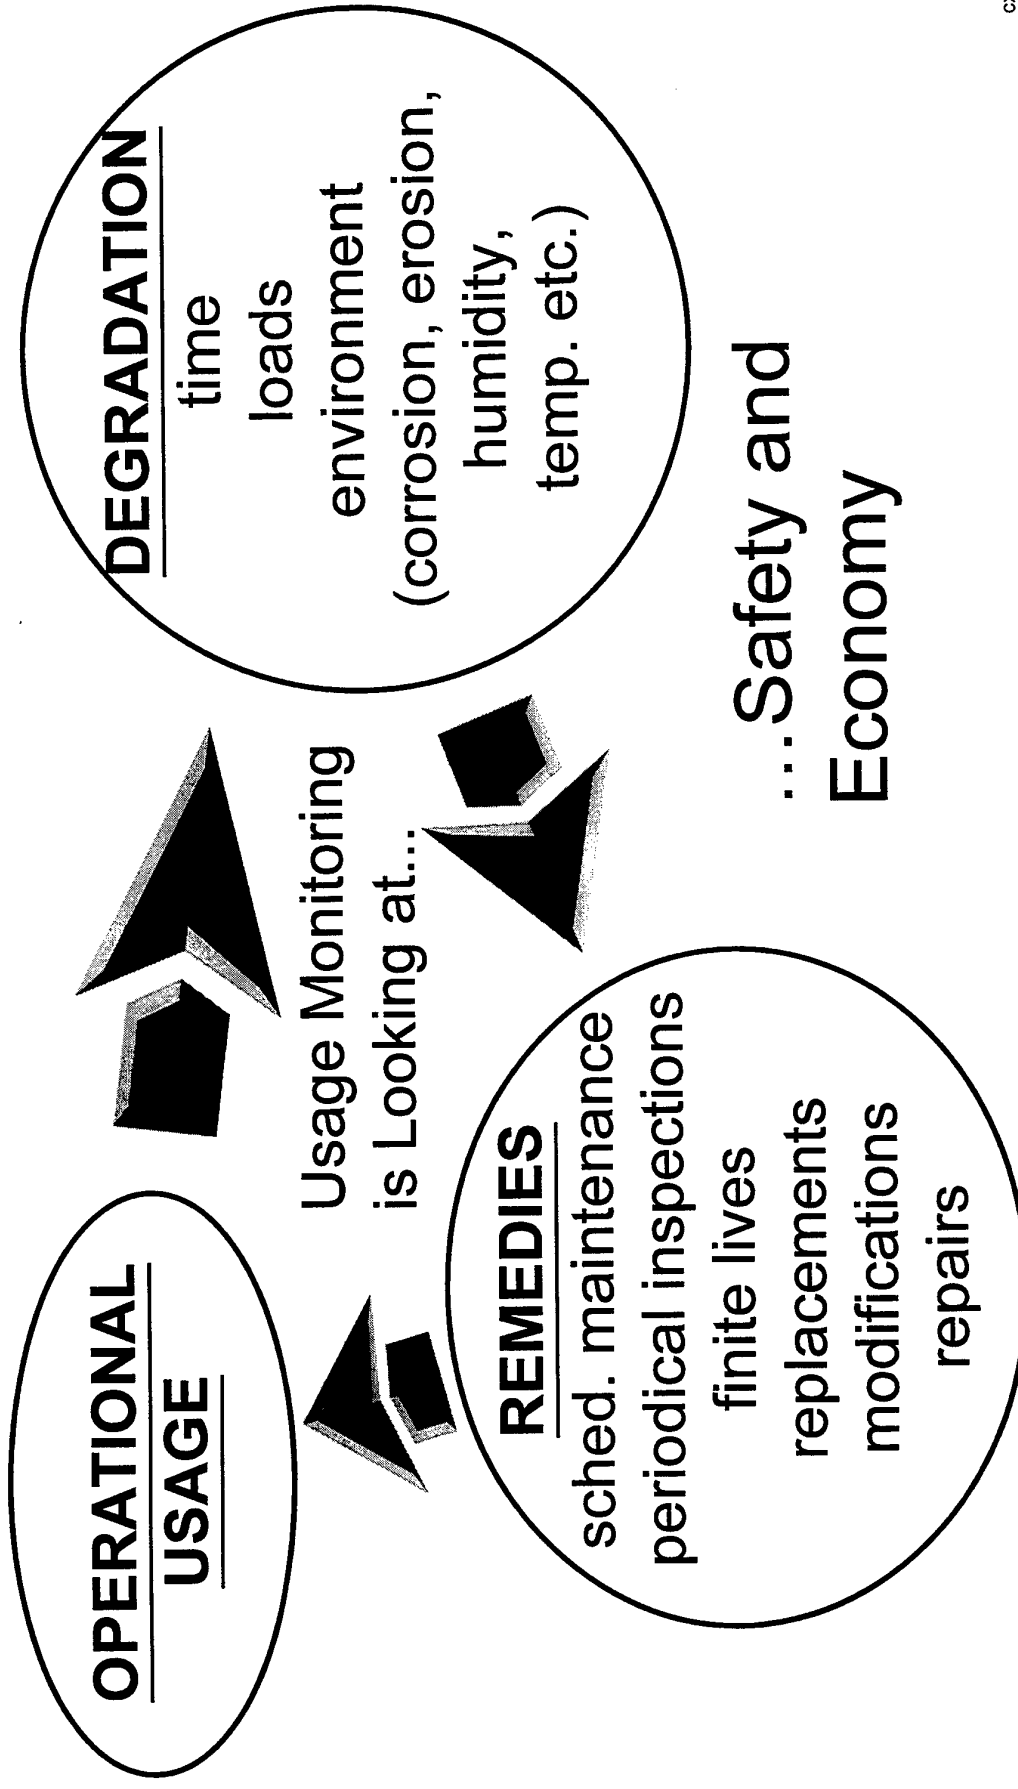 OPERATIONAL
USAGE
DEGRADATION
time
loads
environment
(corrosion, erosion,
humidity,
temp. etc.)
Usage Monitoring
is Looking at...
REMEDIES
sched. maintenance
periodical inspections
finite lives
replacements
modifications
repairs
....Safety and
Economy